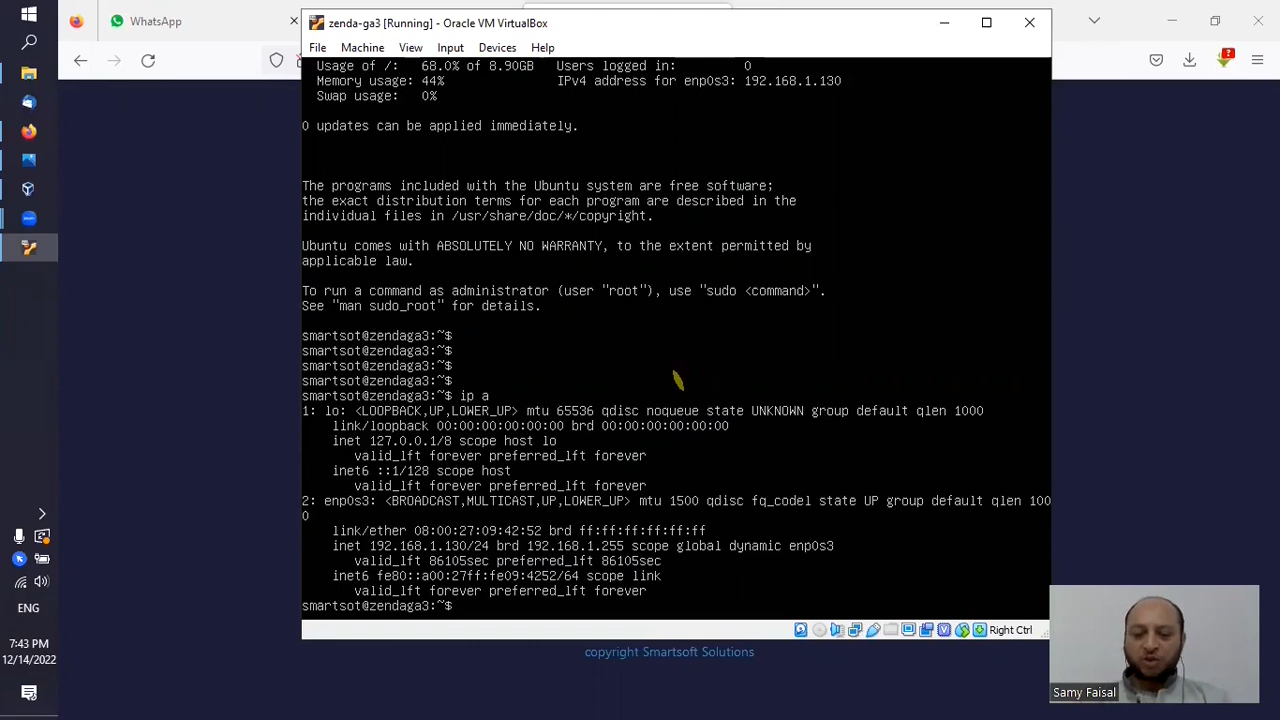 WhatsApp
zenda-ga3 [Running] - Oracle VM VirtualBox
File Machine View Input Devices Help
Usage of /: 68.0% of 8.90GB Users logged in: 0
Memory usage: 44% IPv4 address for enp0s3: 192.168.1.130
Swap usage: 0%
0 updates can be applied immediately.
The programs included with the Ubuntu system are free software;
the exact distribution terms for each program are described in the
individual files in /usr/share/doc/*/copyright.
Ubuntu comes with ABSOLUTELY NO WARRANTY, to the extent permitted by
applicable law.
To run a command as administrator (user "root"), use "sudo <command>".
See "man sudo_root" for details.
smartsot@zendaga3:~$
smartsot@zendaga3:~$
smartsot@zendaga3:~$
smartsot@zendaga3:~$
smartsot@zendaga3:~$ ip a
1: lo: <LOOPBACK,UP,LOWER_UP> mtu 65536 qdisc noqueue state UNKNOWN group default qlen 1000
link/loopback 00:00:00:00:00:00 brd 00:00:00:00:00:00
inet 127.0.0.1/8 scope host lo
valid_lft forever preferred_lft forever
inet6 ::1/128 scope host
valid_lft forever preferred_lft forever
2: enp0s3: <BROADCAST,MULTICAST,UP,LOWER_UP> mtu 1500 qdisc fq_codel state UP group default qlen 100
0
link/ether 08:00:27:09:42:52 brd ff:ff:ff:ff:ff:ff
inet 192.168.1.130/24 brd 192.168.1.255 scope global dynamic enp0s3
valid_lft 86105sec preferred_lft 86105sec
inet6 fe80::a00:27ff:fe09:4252/64 scope link
valid_lft forever preferred_lft forever
smartsot@zendaga3:~$
Right Ctrl
copyright Smartsoft Solutions
Samy Faisal
ENG
7:43 PM
12/14/2022